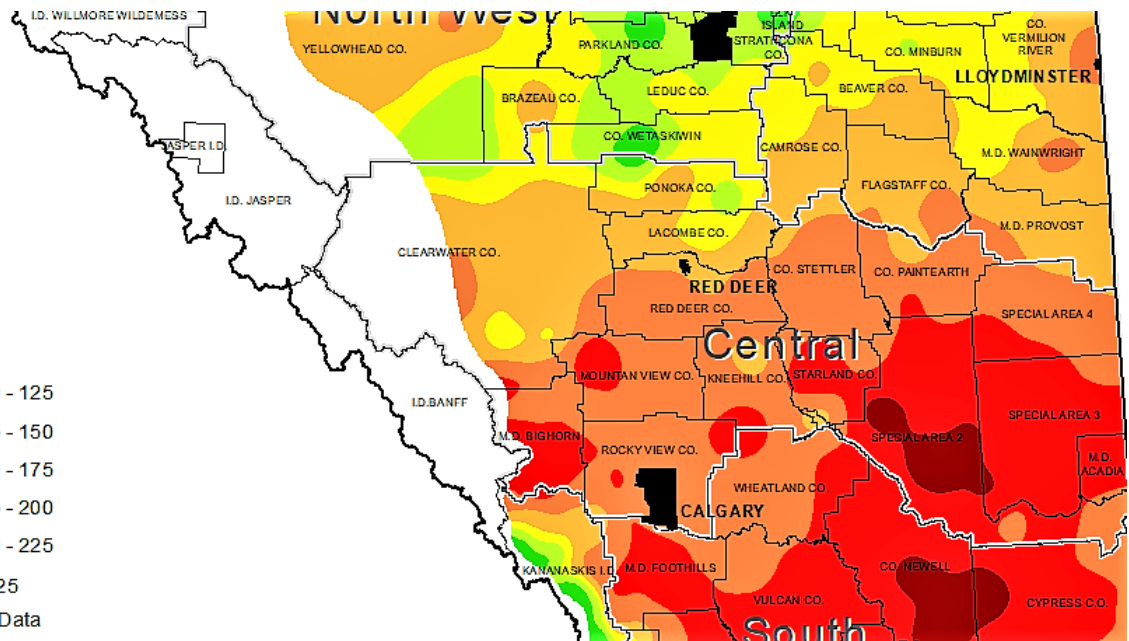 I.D. WILLMORE WILDERNESS
North West
ISLAND
CO.
VERMILION
RIVER
YELLOWHEAD CO.
PARKLAND CO.
STRATHCONA
CO.
CO. MINBURN
LLOYDMINSTER
BRAZEAU CO.
LEDUC CO.
BEAVER CO.
JASPER I.D.
CO. WETASKIWIN
CAMROSE CO.
M.D. WAINWRIGHT
I.D. JASPER
PONOKA CO.
FLAGSTAFF CO.
LACOMBE CO.
M.D. PROVOST
CLEARWATER CO.
CO. STETTLER
CO. PAINTEARTH
RED DEER
RED DEER CO.
SPECIAL AREA 4
Central
MOUNTAIN VIEW CO.
KNEEHILL CO.
STARLAND CO.
- 125
I.D.BANFF
SPECIAL AREA 3
- 150
M.D. BIGHORN
ROCKY VIEW CO.
SPECIAL AREA 2
M.D.
ACADIA
- 175
WHEATLAND CO.
- 200
CALGARY
- 225
KANANASKIS I.D.
M.D. FOOTHILLS
CO. NEWELL
25
VULCAN CO.
CYPRESS C.O.
Data
South